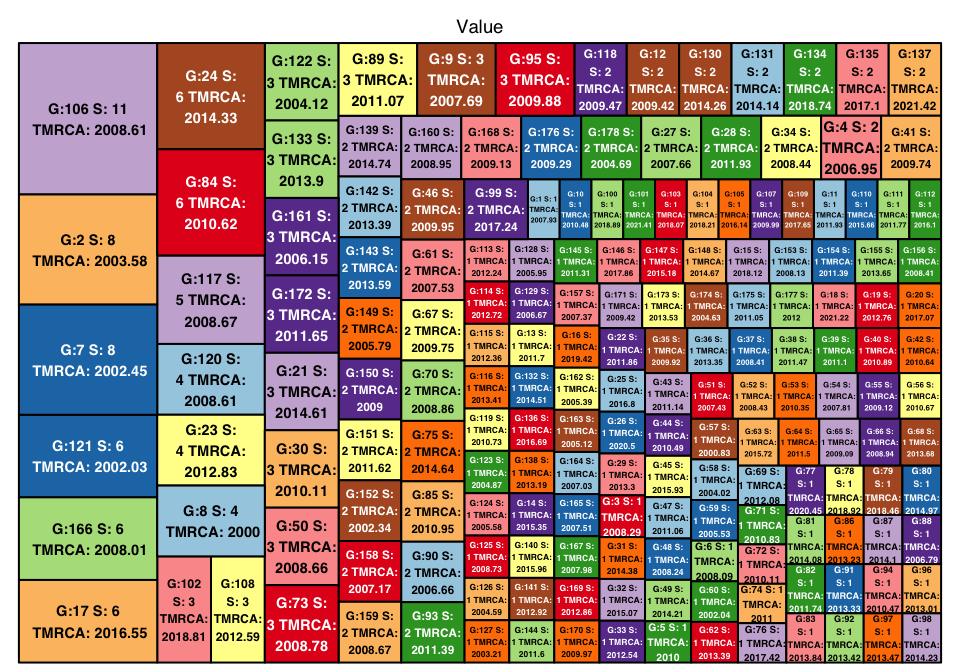 Value
G:106 S: 11
TMRCA: 2008.61
G:2 S: 8
TMRCA: 2003.58
G:7 S: 8
TMRCA: 2002.45
G:121 S: 6
TMRCA: 2002.03
G:166 S: 6
TMRCA: 2008.01
G:17 S: 6
TMRCA: 2016.55
G:24 S:
6 TMRCA:
2014.33
G:84 S:
6 TMRCA:
2010.62
G:117 S:
5 TMRCA:
2008.67
G:120 S:
4 TMRCA:
2008.61
G:23 S:
4 TMRCA:
2012.83
G:8 S: 4
TMRCA: 2000
G:102
S: 3
TMRCA:
2018.81
G:108
S: 3
TMRCA:
2012.59
G:122 S:
3 TMRCA:
2004.12
G:133 S:
3 TMRCA:
2013.9
G:161 S:
3 TMRCA:
2006.15
G:172 S:
3 TMRCA:
2011.65
G:21 S:
3 TMRCA:
2014.61
G:30 S:
3 TMRCA:
2010.11
G:50 S:
3 TMRCA:
2008.66
G:73 S:
3 TMRCA:
2008.78
G:89 S:
3 TMRCA:
2011.07
G:9 S: 3
TMRCA:
2007.69
G:95 S:
3 TMRCA:
2009.88
G:118
S: 2
TMRCA:
2009.47
G:12
S: 2
TMRCA:
2009.42
G:130
S: 2
TMRCA:
2014.26
G:131
S: 2
TMRCA:
2014.14
G:134
S: 2
TMRCA:
2018.74
G:135
S: 2
TMRCA:
2017.1
G:137
S: 2
TMRCA:
2021.42
G:139 S:
2 TMRCA:
2014.74
G:160 S:
2 TMRCA:
2008.95
G:168 S:
2 TMRCA:
2009.13
G:176 S:
2 TMRCA:
2009.29
G:178 S:
2 TMRCA:
2004.69
G:27 S:
2 TMRCA:
2007.66
G:28 S:
2 TMRCA:
2011.93
G:34 S:
2 TMRCA:
2008.44
G:4 S: 2
TMRCA:
2006.95
G:41 S:
2 TMRCA:
2009.74
G:142 S:
2 TMRCA:
2013.39
G:143 S:
2 TMRCA:
2013.59
G:149 S:
2 TMRCA:
2005.79
G:150 S:
2 TMRCA:
2009
G:151 S:
2 TMRCA:
2011.62
G:152 S:
2 TMRCA:
2002.34
G:158 S:
2 TMRCA:
2007.17
G:159 S:
2 TMRCA:
2008.67
G:46 S:
2 TMRCA:
2009.95
G:61 S:
2 TMRCA:
2007.53
G:67 S:
2 TMRCA:
2009.75
G:70 S:
2 TMRCA:
2008.86
G:75 S:
2 TMRCA:
2014.64
G:85 S:
2 TMRCA:
2010.95
G:90 S:
2 TMRCA:
2006.66
G:93 S:
2 TMRCA:
2011.39
G:99 S:
2 TMRCA:
2017.24
G:1 S: 1
TMRCA:
2007.93
G:10
S: 1
TMRCA:
2010.48
G:100
S: 1
TMRCA:
2018.89
G:101
S: 1
TMRCA:
2021.41
G:103
S: 1
TMRCA:
2018.07
G:104
S: 1
TMRCA:
2018.21
G:105
S: 1
TMRCA:
2016.14
G:107
S: 1
TMRCA:
2009.99
G:109
S: 1
TMRCA:
2017.65
G:11
S: 1
TMRCA:
2011.93
G:110
S: 1
TMRCA:
2015.66
G:111
S: 1
TMRCA:
2011.77
G:112
S: 1
TMRCA:
2016.1
G:113 S:
1 TMRCA:
2012.24
G:128 S:
1 TMRCA:
2005.95
G:145 S:
1 TMRCA:
2011.31
G:146 S:
1 TMRCA:
2017.86
G:147 S:
1 TMRCA:
2015.18
G:148 S:
1 TMRCA:
2014.67
G:15 S:
1 TMRCA:
2018.12
G:153 S:
1 TMRCA:
2008.13
G:154 S:
1 TMRCA:
2011.39
G:155 S:
1 TMRCA:
2013.65
G:156 S:
1 TMRCA:
2008.41
G:114 S:
1 TMRCA:
2012.72
G:129 S:
1 TMRCA:
2006.67
G:157 S:
1 TMRCA:
2007.37
G:171 S:
1 TMRCA:
2009.42
G:173 S:
1 TMRCA:
2013.53
G:174 S:
1 TMRCA:
2004.63
G:175 S:
1 TMRCA:
2011.05
G:177 S:
1 TMRCA:
2012
G:18 S:
1 TMRCA:
2021.22
G:19 S:
1 TMRCA:
2012.76
G:20 S:
1 TMRCA:
2017.07
G:115 S:
1 TMRCA:
2012.36
G:13 S:
1 TMRCA:
2011.7
G:16 S:
1 TMRCA:
2019.42
G:22 S:
1 TMRCA:
2011.86
G:35 S:
1 TMRCA:
2009.92
G:36 S:
1 TMRCA:
2013.35
G:37 S:
1 TMRCA:
2008.41
G:38 S:
1 TMRCA:
2011.47
G:39 S:
1 TMRCA:
2011.1
G:40 S:
1 TMRCA:
2010.89
G:42 S:
1 TMRCA:
2010.64
G:116 S:
1 TMRCA:
2013.41
G:132 S:
1 TMRCA:
2014.51
G:162 S:
1 TMRCA:
2005.39
G:25 S:
1 TMRCA:
2016.8
G:43 S:
1 TMRCA:
2011.14
G:51 S:
1 TMRCA:
2007.43
G:52 S:
1 TMRCA:
2008.43
G:53 S:
1 TMRCA:
2010.35
G:54 S:
1 TMRCA:
2007.81
G:55 S:
1 TMRCA:
2009.12
G:56 S:
1 TMRCA:
2010.67
G:119 S:
1 TMRCA:
2010.73
G:136 S:
1 TMRCA:
2016.69
G:163 S:
1 TMRCA:
2005.12
G:26 S:
1 TMRCA:
2020.5
G:44 S:
1 TMRCA:
2010.49
G:57 S:
1 TMRCA:
2000.83
G:63 S:
1 TMRCA:
2015.72
G:64 S:
1 TMRCA:
2011.5
G:65 S:
1 TMRCA:
2009.09
G:66 S:
1 TMRCA:
2008.94
G:68 S:
1 TMRCA:
2013.68
G:123 S:
1 TMRCA:
2004.87
G:138 S:
1 TMRCA:
2013.19
G:164 S:
1 TMRCA:
2007.03
G:29 S:
1 TMRCA:
2013.3
G:45 S:
1 TMRCA:
2015.93
G:58 S:
1 TMRCA:
2004.02
G:69 S:
1 TMRCA:
2012.08
G:77
S: 1
TMRCA:
2020.45
G:78
S: 1
TMRCA:
2018.92
G:79
S: 1
TMRCA:
2018.46
G:80
S: 1
TMRCA:
2014.97
G:124 S:
1 TMRCA:
2005.58
G:14 S:
1 TMRCA:
2015.35
G:165 S:
1 TMRCA:
2007.51
G:3 S: 1
TMRCA:
2008.29
G:47 S:
1 TMRCA:
2011.06
G:59 S:
1 TMRCA:
2005.53
G:71 S:
1 TMRCA:
2010.83
G:81
S: 1
TMRCA:
2014.08
G:86
S: 1
TMRCA:
2013.23
G:87
S: 1
TMRCA:
2014.1
G:88
S: 1
TMRCA:
2006.79
G:125 S:
1 TMRCA:
2008.73
G:140 S:
1 TMRCA:
2015.96
G:167 S:
1 TMRCA:
2007.98
G:31 S:
1 TMRCA:
2014.38
G:48 S:
1 TMRCA:
2008.24
G:6 S: 1
TMRCA:
2008.09
G:72 S:
1 TMRCA:
2010.11
G:82
S: 1
TMRCA:
2011.74
G:91
S: 1
TMRCA:
2013.33
G:94
S: 1
TMRCA:
2010.47
G:96
S: 1
TMRCA:
2013.01
G:126 S:
1 TMRCA:
2004.59
G:141 S:
1 TMRCA:
2012.92
G:169 S:
1 TMRCA:
2012.86
G:32 S:
1 TMRCA:
2015.07
G:49 S:
1 TMRCA:
2014.21
G:60 S:
1 TMRCA:
2002.04
G:74 S:
1 TMRCA:
2011
G:127 S:
1 TMRCA:
2003.21
G:144 S:
1 TMRCA:
2011.6
G:170 S:
1 TMRCA:
2009.97
G:33 S:
1 TMRCA:
2012.54
G:5 S: 1
TMRCA:
2010
G:62 S:
1 TMRCA:
2013.39
G:76 S:
1 TMRCA:
2017.42
G:83
S: 1
TMRCA:
2013.84
G:92
S: 1
TMRCA:
2013.42
G:97
S: 1
TMRCA:
2013.47
G:98
S: 1
TMRCA:
2014.23